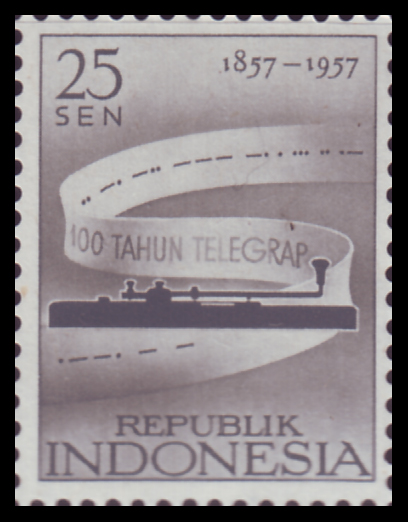 25
SEN
1857-1957
100 TAHUN TELEGRAP
REPUBLIK
INDONESIA